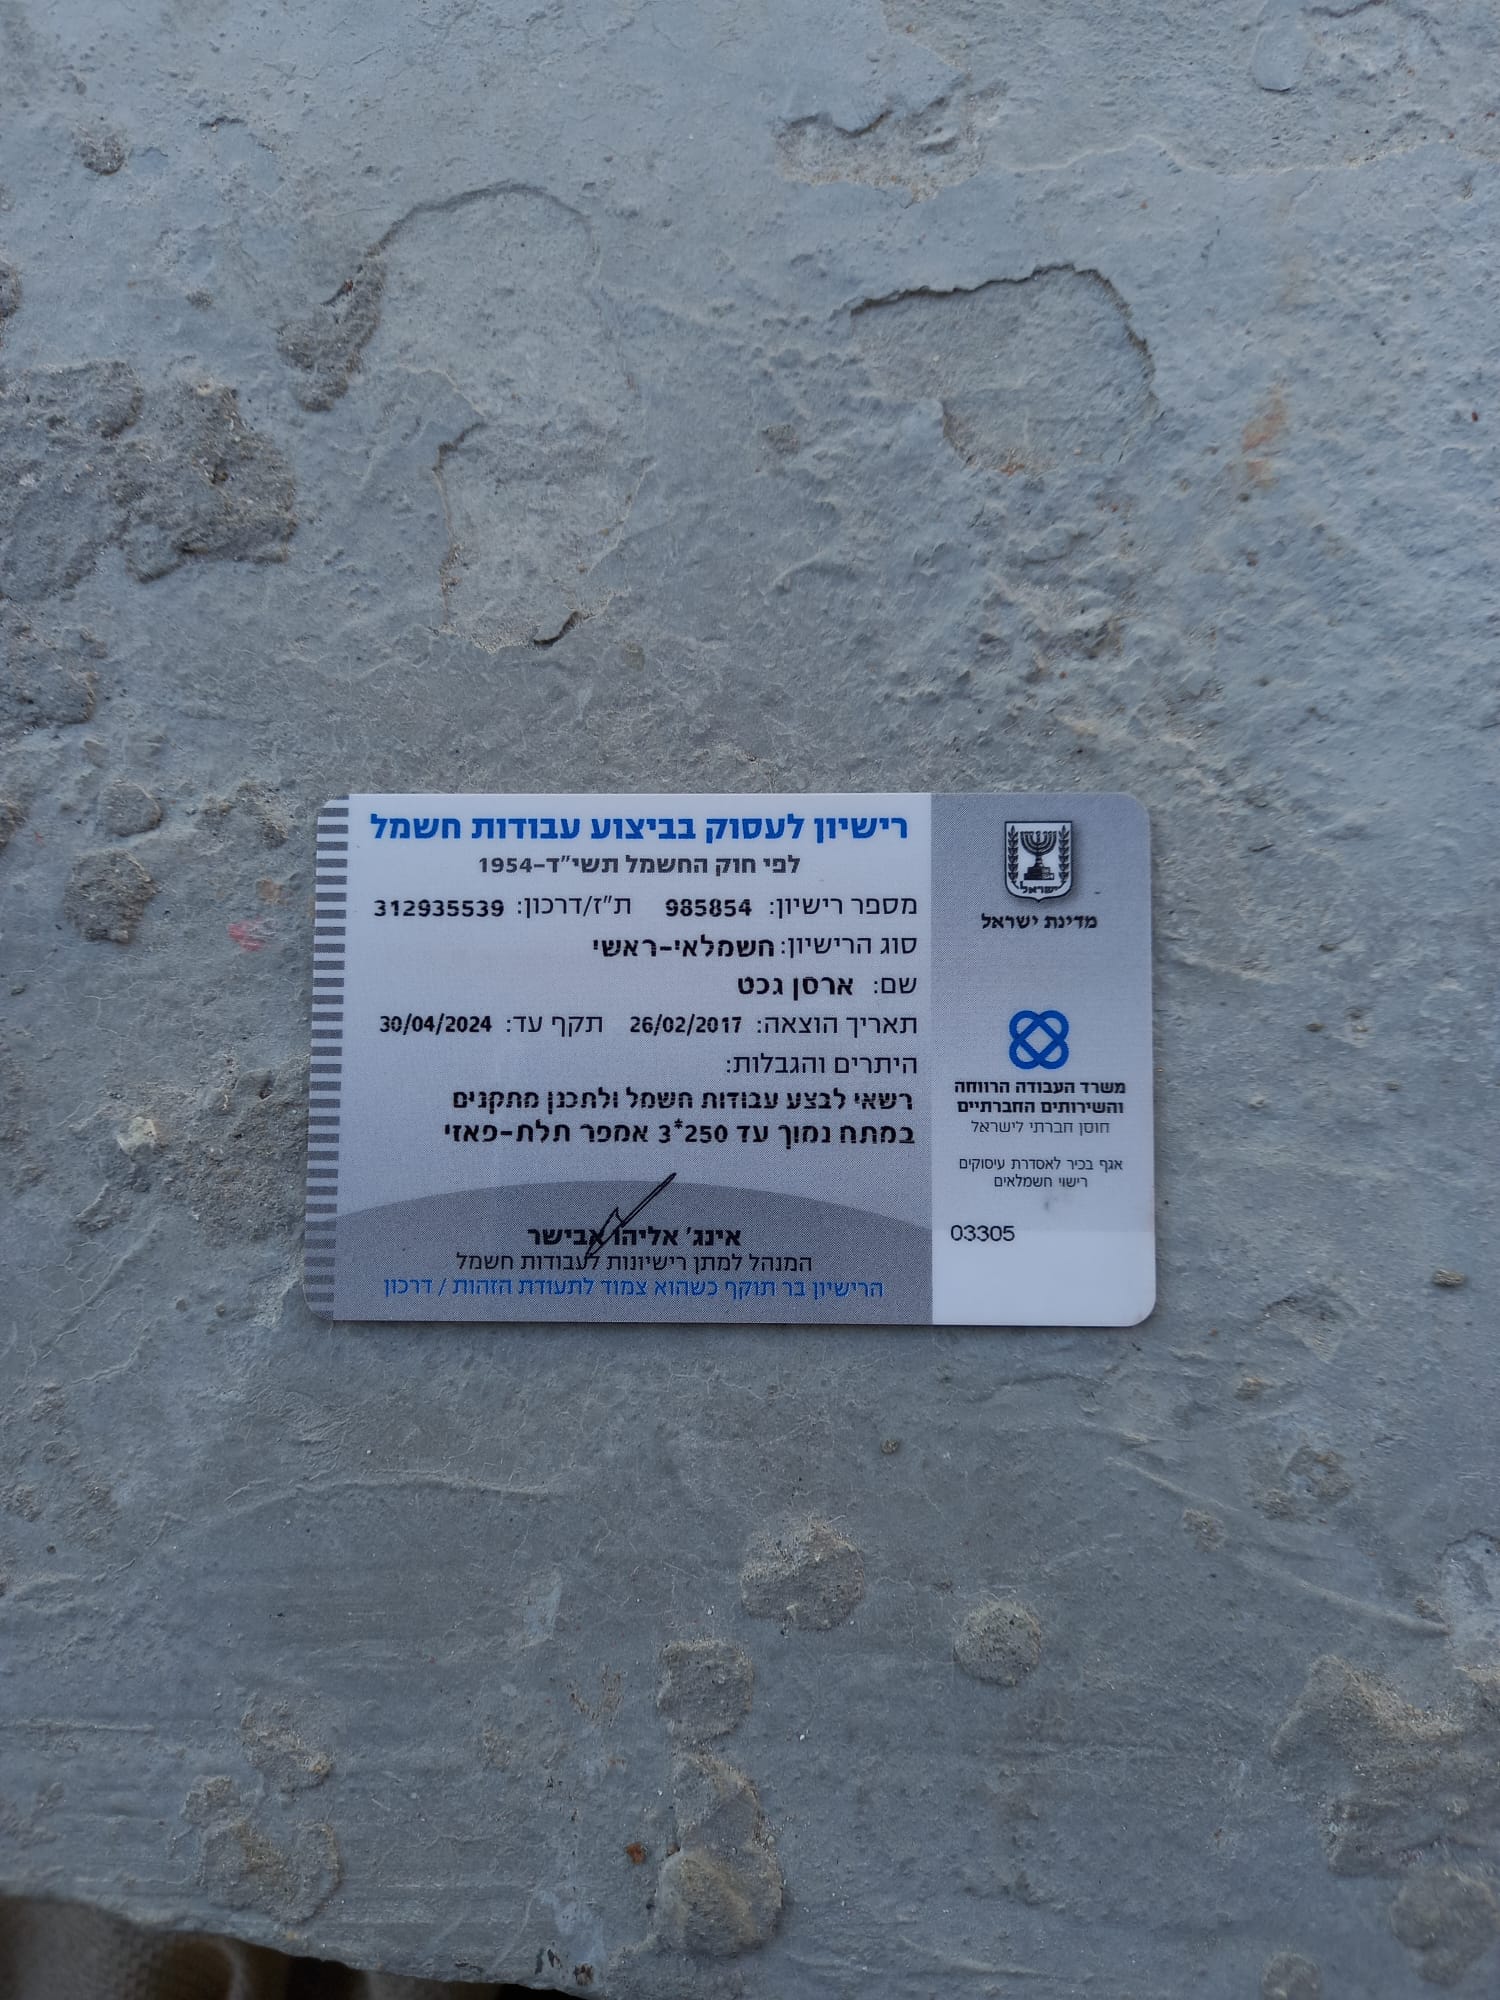 רישיון לעסוק בביצוע עבודות חשמל
לפי חוק החשמל תשי"ד-1954
מספר רישיון: 985854 ת"ז/דרכון: 312935539
סוג הרישיון: חשמלאי-ראשי
שם: ארסן גכט
תאריך הוצאה: 26/02/2017 תקף עד: 30/04/2024
היתרים והגבלות:
רשאי לבצע עבודות חשמל ולתכנן מתקנים
במתח נמוך עד 250*3 אמפר תלת-פאזי
אינג' אליהו אבישר
המנהל למתן רישיונות לעבודות חשמל
הרישיון בר תוקף כשהוא צמוד לתעודת הזהות / דרכון
ישראל
מדינת ישראל
משרד העבודה הרווחה
והשירותים החברתיים
חוסן חברתי לישראל
אגף בכיר לאסדרת עיסוקים
רישוי חשמלאים
03305